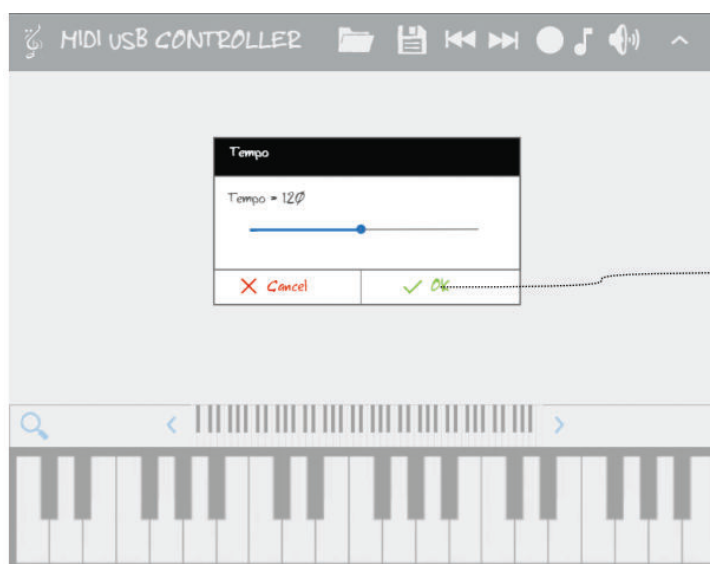 MIDI USB CONTROLLER
Tempo
Tempo = 120
Cancel
OK